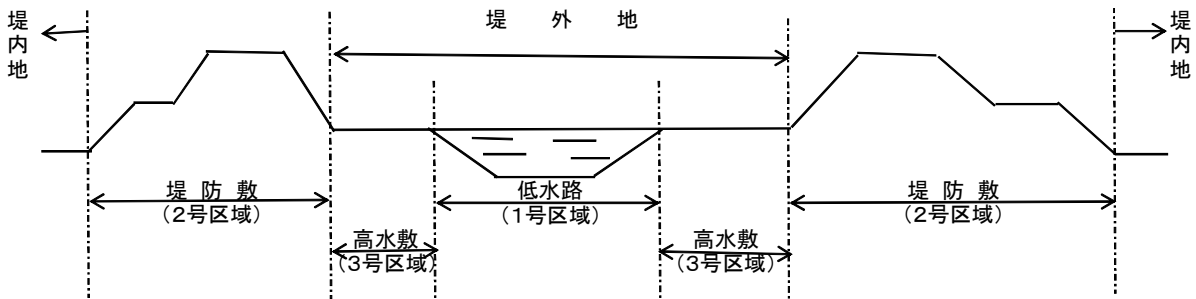 堤内地
堤　外　地
堤内地
堤 防 敷
（２号区域）
低水路
（１号区域）
堤 防 敷
（２号区域）
高水敷
（３号区域）
高水敷
（３号区域）